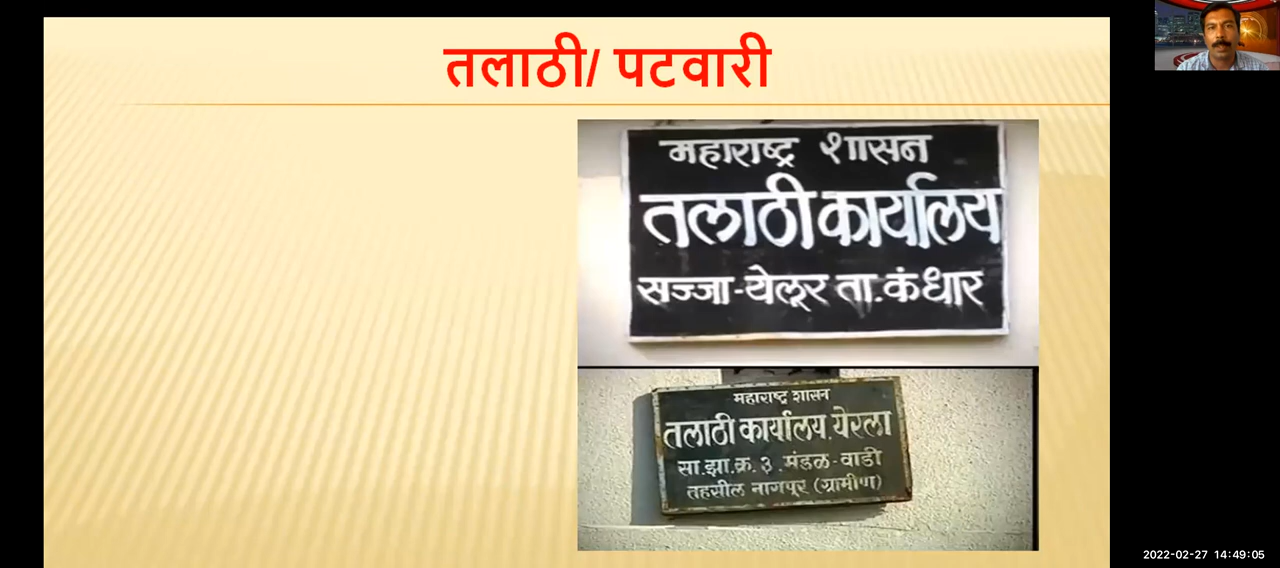 तलाठी/ पटवारी
महाराष्ट्र शासन
तलाठी कार्यालय
सज्जा-येलूर ता.कंधार
महाराष्ट्र शासन
तलाठी कार्यालय येरला
सा.झा.क्र. ३ मंडळ-वाडी
तहसील नागपूर (ग्रामीण)
2022-02-27 14:49:05